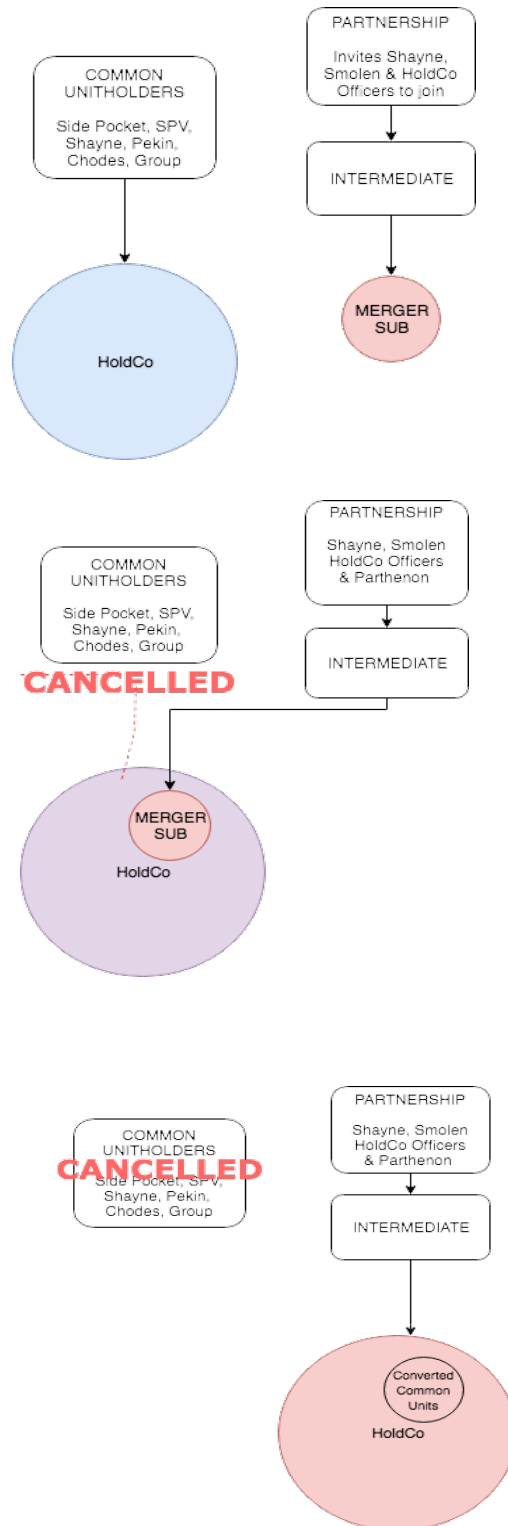 COMMON
UNITHOLDERS
Side Pocket, SPV,
Shayne, Pekin,
Chodes, Group
PARTNERSHIP
Invites Shayne,
Smolen & HoldCo
Officers to join
INTERMEDIATE
MERGER
SUB
HoldCo
COMMON
UNITHOLDERS
Side Pocket, SPV,
Shayne, Pekin,
Chodes, Group
CANCELLED
PARTNERSHIP
Shayne, Smolen
HoldCo Officers
& Parthenon
INTERMEDIATE
MERGER
SUB
HoldCo
COMMON
UNITHOLDERS
CANCELLED
Side Pocket, SPV,
Shayne, Pekin,
Chodes, Group
PARTNERSHIP
Shayne, Smolen
HoldCo Officers
& Parthenon
INTERMEDIATE
Converted
Common
Units
HoldCo